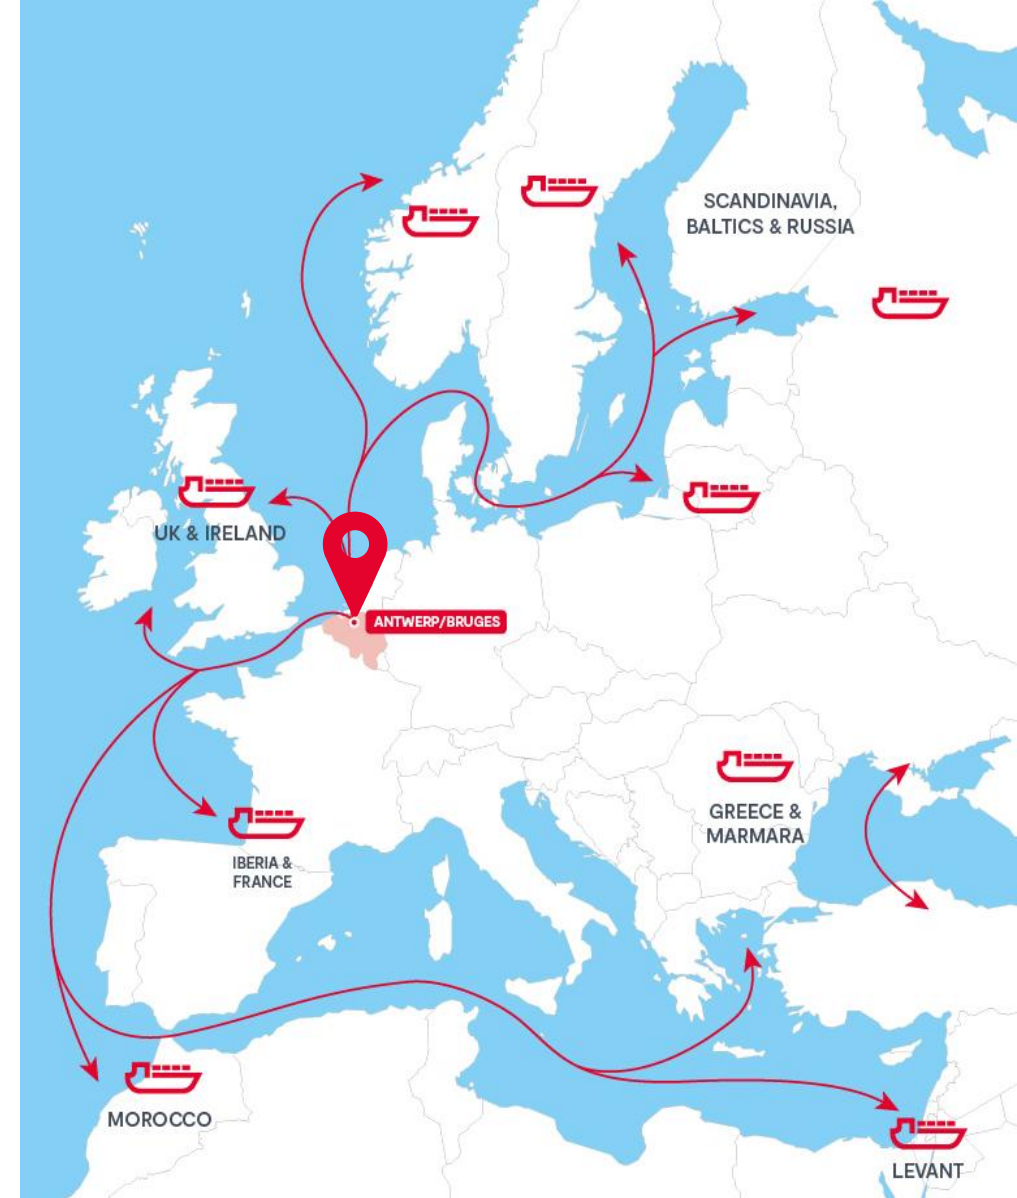 SCANDINAVIA,
BALTICS & RUSSIA
UK & IRELAND
ANTWERP/BRUGES
GREECE &
MARMARA
IBERIA &
FRANCE
MOROCCO
LEVANT